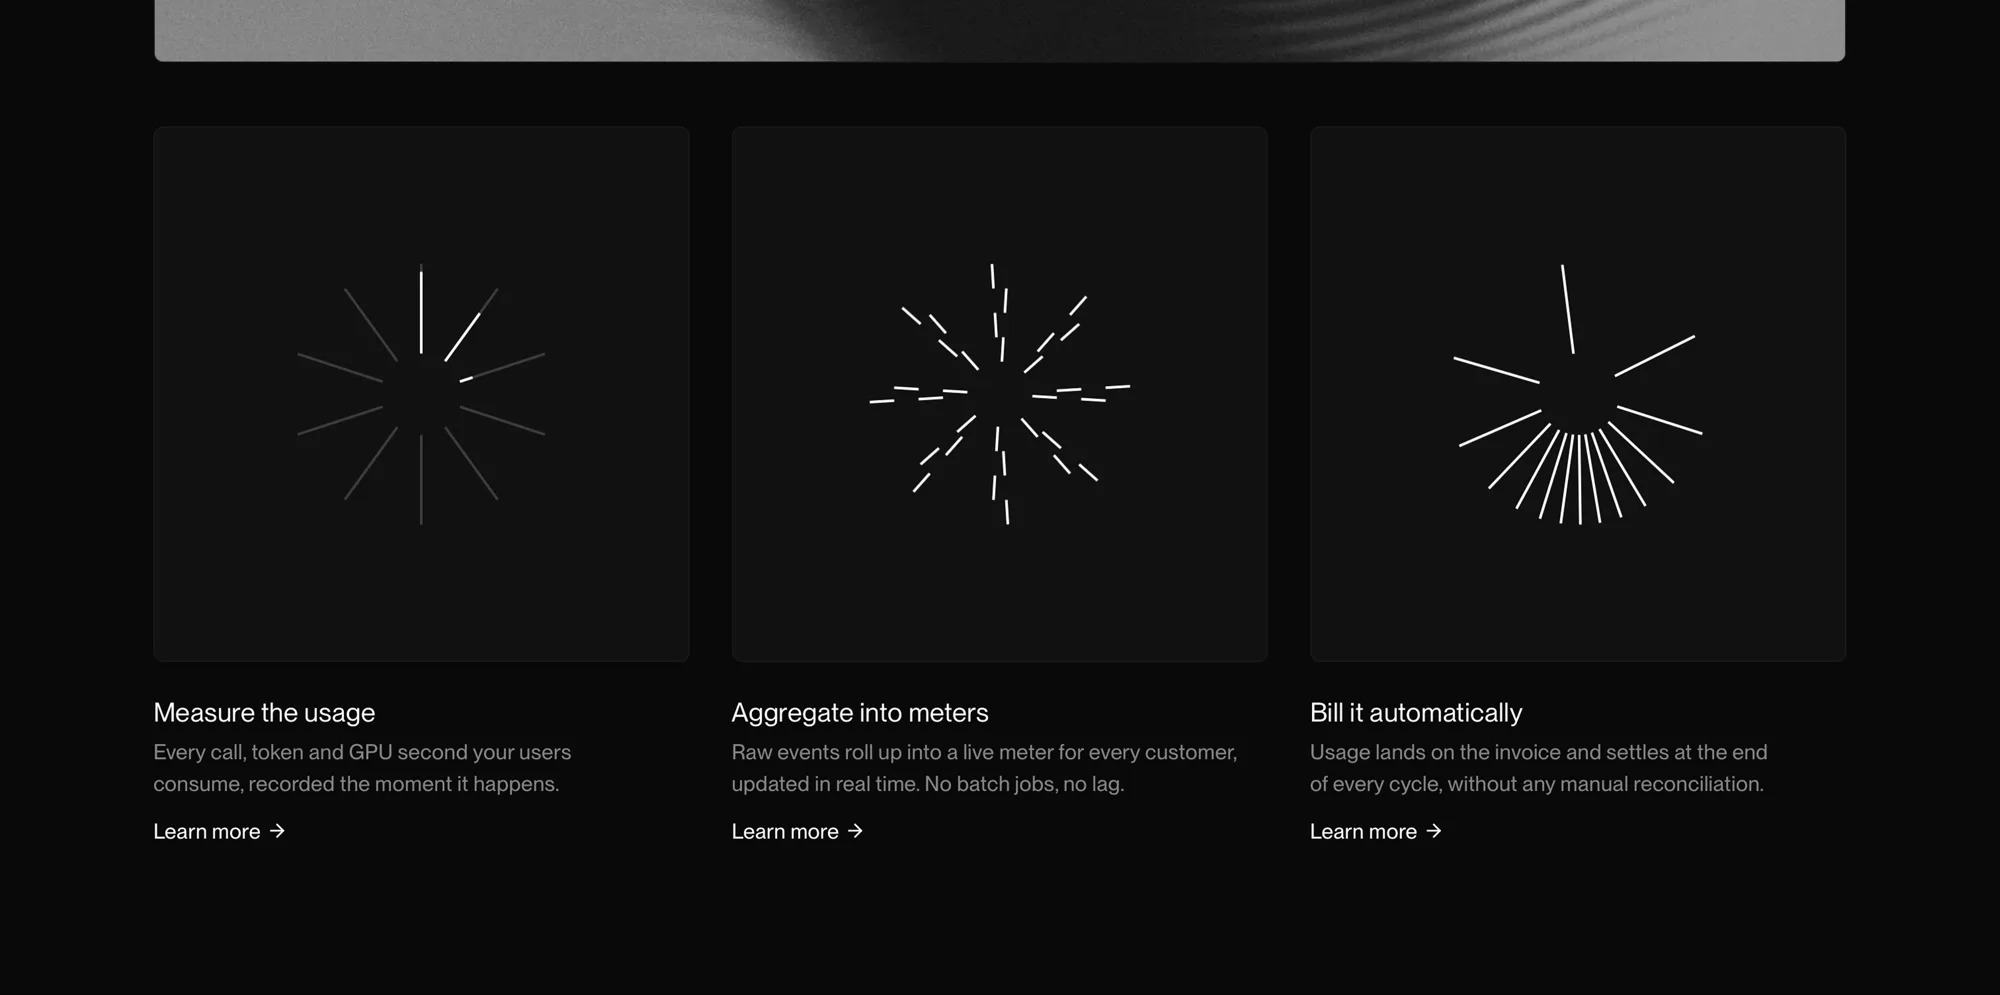 Measure the usage
Every call, token and GPU second your users
consume, recorded the moment it happens.
Learn more →
Aggregate into meters
Raw events roll up into a live meter for every customer,
updated in real time. No batch jobs, no lag.
Learn more →
Bill it automatically
Usage lands on the invoice and settles at the end
of every cycle, without any manual reconciliation.
Learn more →